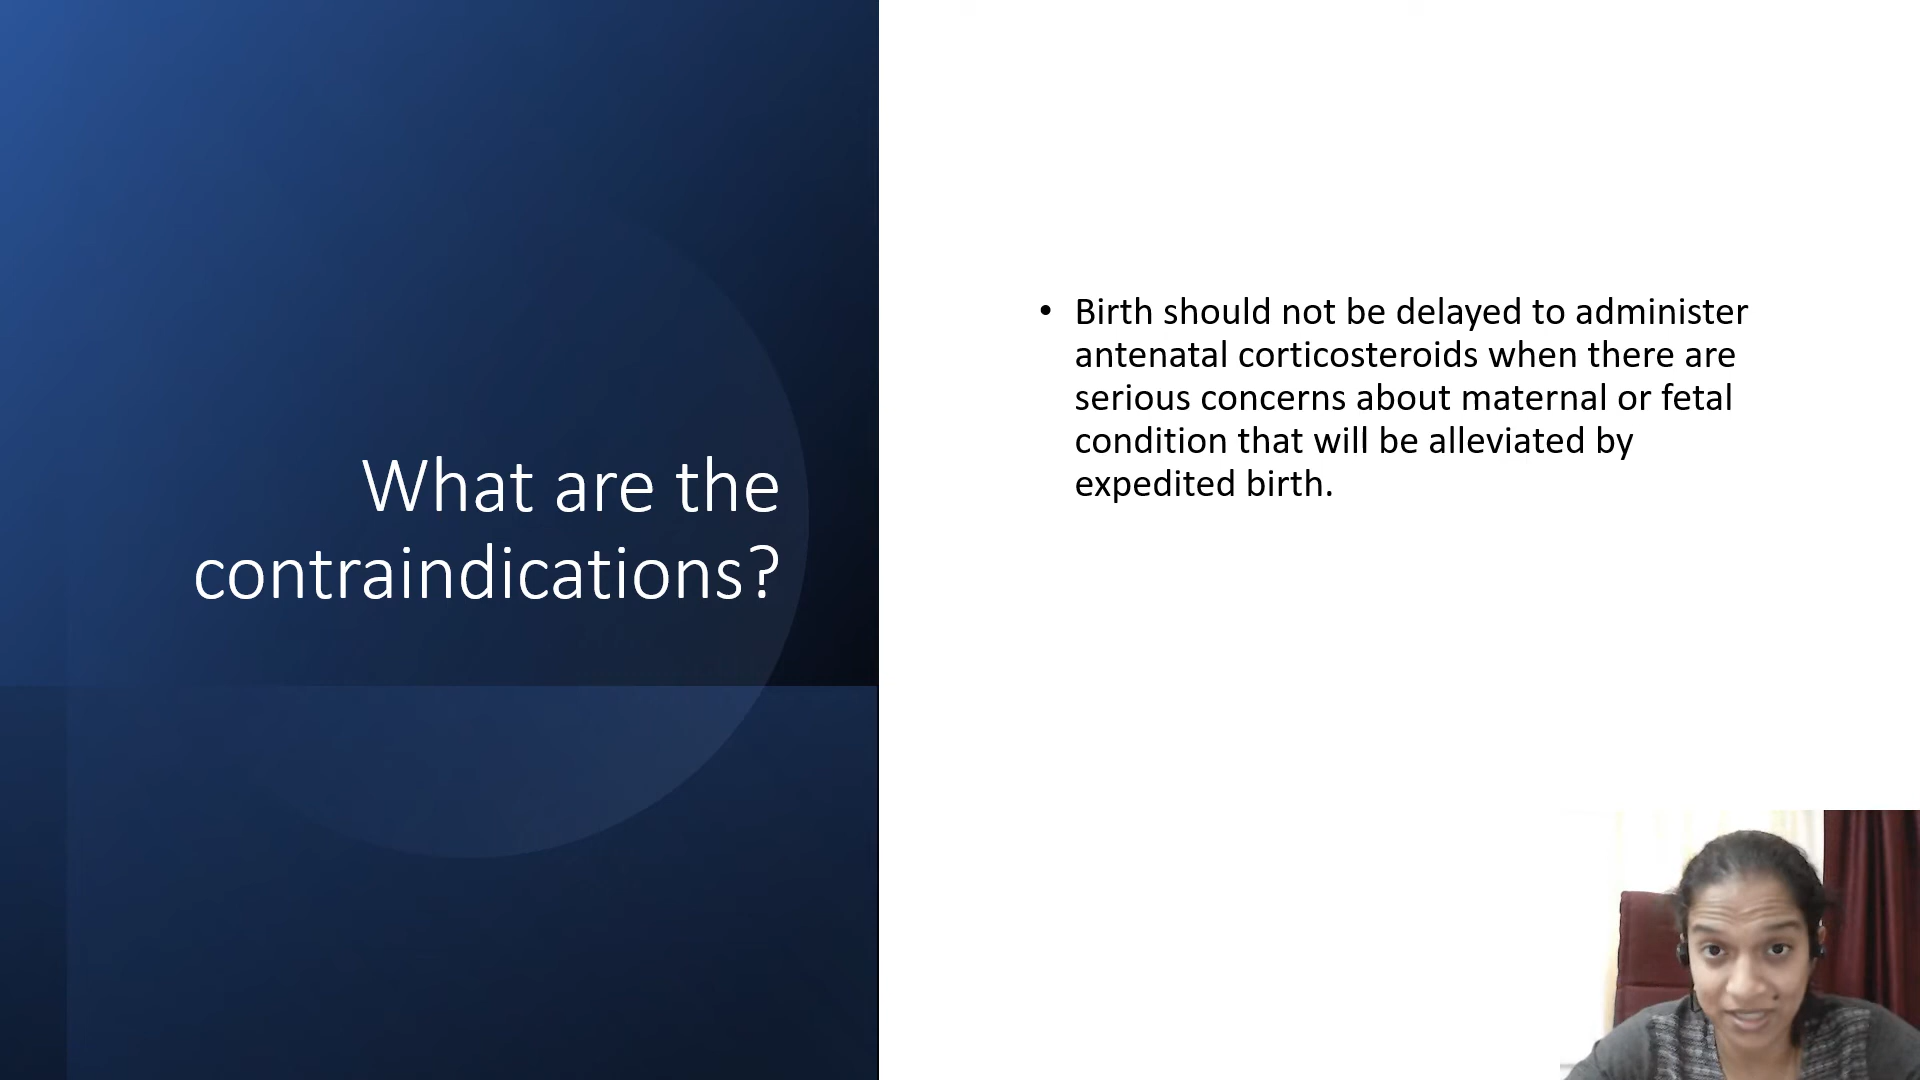 What are the
contraindications?
• Birth should not be delayed to administer
antenatal corticosteroids when there are
serious concerns about maternal or fetal
condition that will be alleviated by
expedited birth.